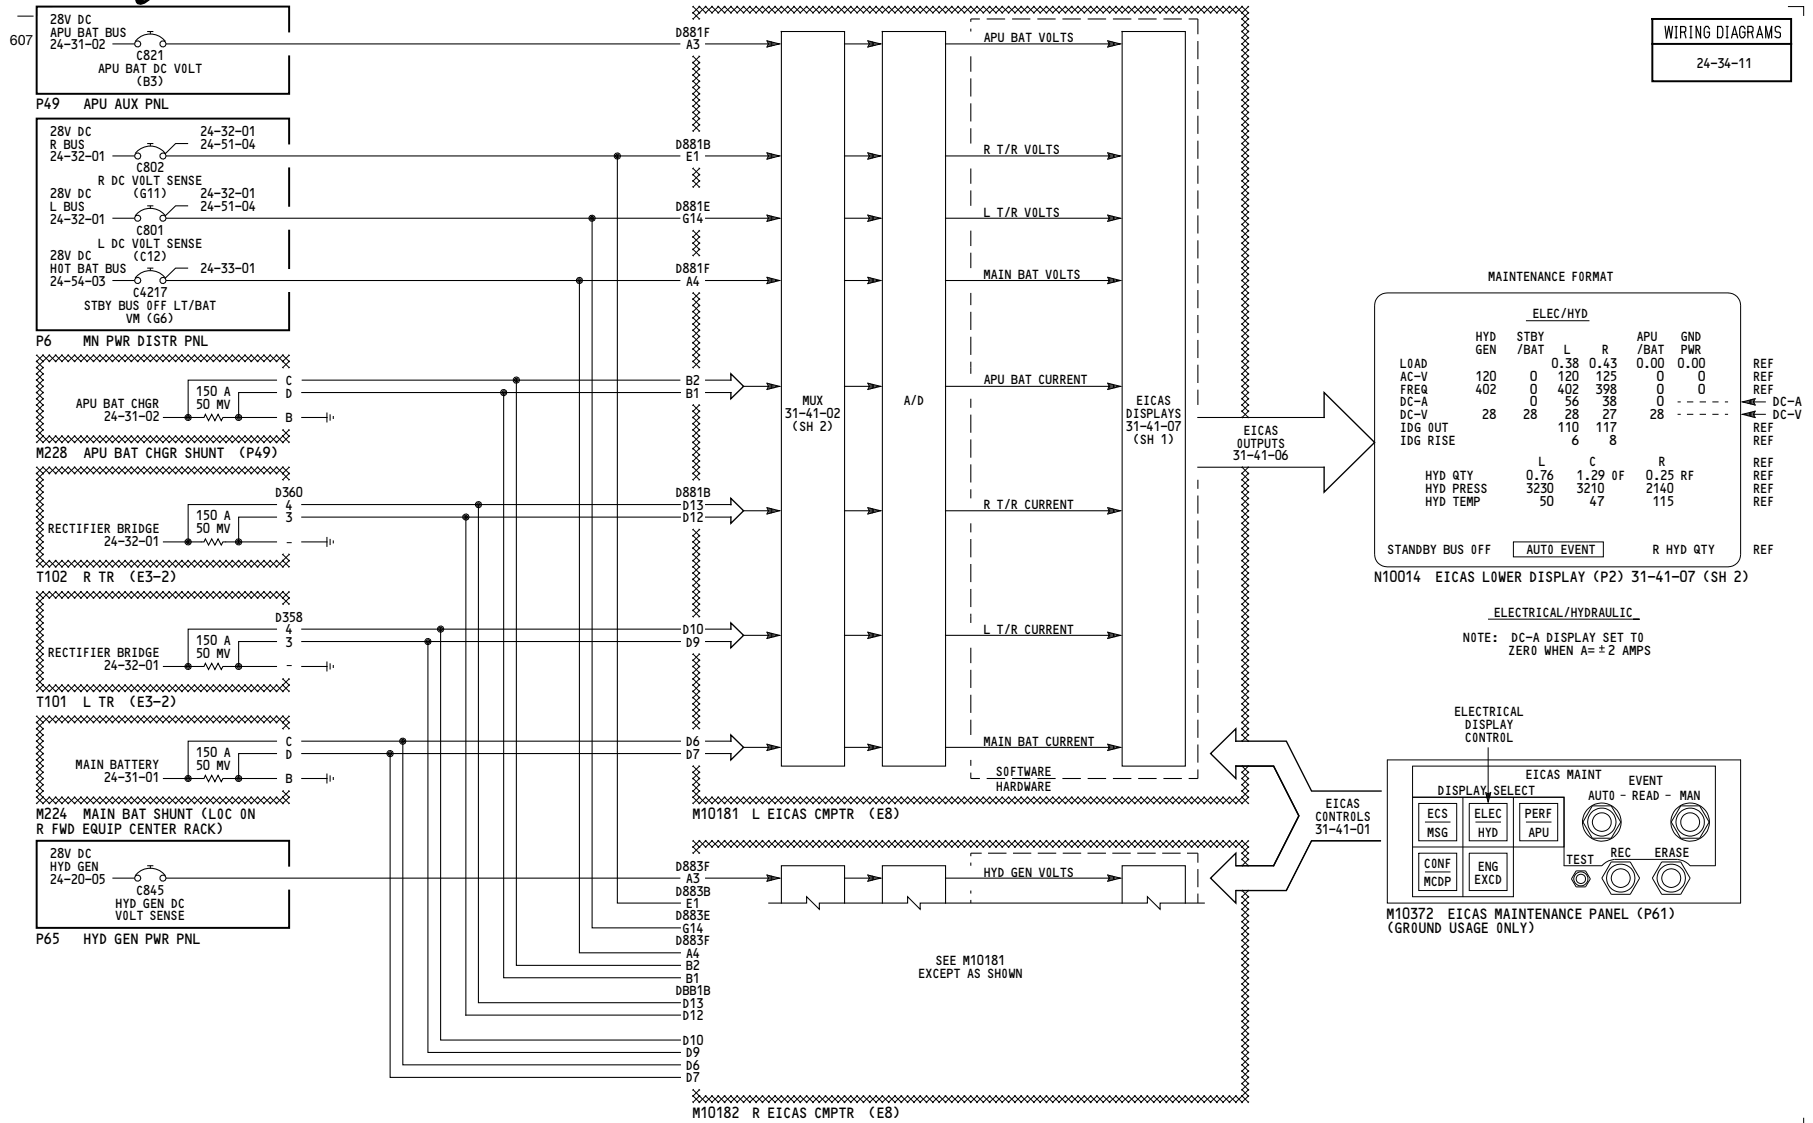 607
28V DC
APU BAT BUS
24-31-02
C821
APU BAT DC VOLT
(B3)
P49 APU AUX PNL
28V DC
R BUS
24-32-01
24-32-01
24-51-04
C802
R DC VOLT SENSE
(G11)
28V DC
L BUS
24-32-01
24-32-01
24-51-04
C801
L DC VOLT SENSE
(C12)
28V DC
HOT BAT BUS
24-54-03
24-33-01
C4217
STBY BUS OFF LT/BAT
VM (G6)
P6 MN PWR DISTR PNL
APU BAT CHGR
24-31-02
150 A
50 MV
C
D
B
M228 APU BAT CHGR SHUNT (P49)
RECTIFIER BRIDGE
24-32-01
150 A
50 MV
D360
4
3
-
T102 R TR (E3-2)
RECTIFIER BRIDGE
24-32-01
150 A
50 MV
D358
4
3
-
T101 L TR (E3-2)
MAIN BATTERY
24-31-01
150 A
50 MV
C
D
B
M224 MAIN BAT SHUNT (LOC ON
R FWD EQUIP CENTER RACK)
28V DC
HYD GEN
24-20-05
C845
HYD GEN DC
VOLT SENSE
P65 HYD GEN PWR PNL
D881F
A3
D881B
E1
D881E
G14
D881F
A4
B2
B1
D881B
D13
D12
D10
D9
D6
D7
MUX
31-41-02
(SH 2)
A/D
APU BAT VOLTS
R T/R VOLTS
L T/R VOLTS
MAIN BAT VOLTS
APU BAT CURRENT
R T/R CURRENT
L T/R CURRENT
MAIN BAT CURRENT
SOFTWARE
HARDWARE
EICAS
DISPLAYS
31-41-07
(SH 1)
M10181 L EICAS CMPTR (E8)
D883F
A3
D883B
E1
D883E
G14
D883F
A4
B2
B1
DBB1B
D13
D12
D10
D9
D6
D7
HYD GEN VOLTS
SEE M10181
EXCEPT AS SHOWN
M10182 R EICAS CMPTR (E8)
EICAS
OUTPUTS
31-41-06
EICAS
CONTROLS
31-41-01
WIRING DIAGRAMS
24-34-11
MAINTENANCE FORMAT
ELEC/HYD
HYD STBY APU GND
GEN /BAT L R /BAT PWR
LOAD 0.38 0.43 0.00 0.00 REF
AC-V 120 0 120 125 0 0 REF
FREQ 402 0 402 398 0 0 REF
DC-A 0 56 38 0 - - - - - DC-A
DC-V 28 28 28 27 28 - - - - - DC-V
IDG OUT 110 117 REF
IDG RISE 6 8 REF
L C R REF
HYD QTY 0.76 1.29 OF 0.25 RF REF
HYD PRESS 3230 3210 2140 REF
HYD TEMP 50 47 115 REF
STANDBY BUS OFF AUTO EVENT R HYD QTY REF
N10014 EICAS LOWER DISPLAY (P2) 31-41-07 (SH 2)
ELECTRICAL/HYDRAULIC
NOTE: DC-A DISPLAY SET TO
ZERO WHEN A= ±2 AMPS
ELECTRICAL
DISPLAY
CONTROL
EICAS MAINT
DISPLAY SELECT
EVENT
AUTO - READ - MAN
ECS
MSG
ELEC
HYD
PERF
APU
CONF
MCDP
ENG
EXCD
TEST
REC
ERASE
M10372 EICAS MAINTENANCE PANEL (P61)
(GROUND USAGE ONLY)